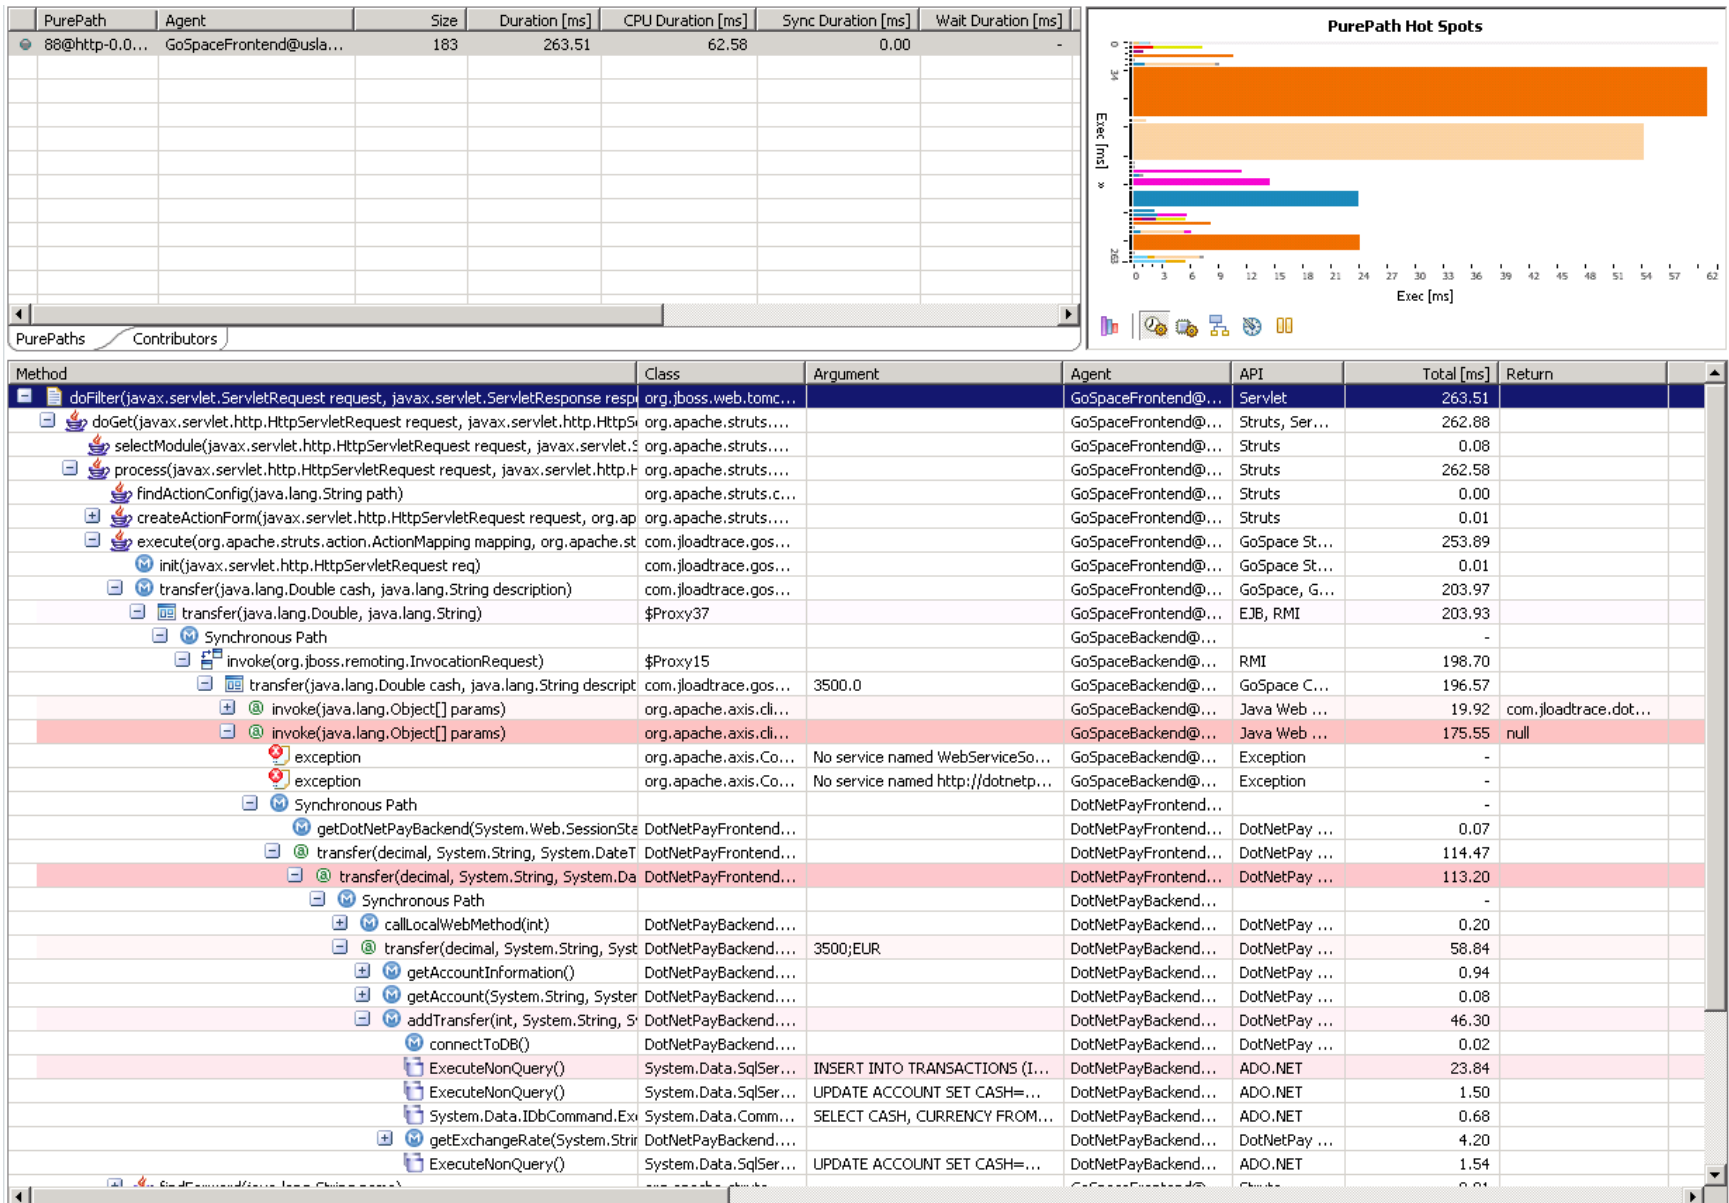 PurePath Agent Size Duration [ms] CPU Duration [ms] Sync Duration [ms] Wait Duration [ms]
88@http-0.0... GoSpaceFrontend@usla... 183 263.51 62.58 0.00 -
PurePaths Contributors
PurePath Hot Spots
0
34
263
Exec [ms] »
0 3 6 9 12 15 18 21 24 27 30 33 36 39 42 45 48 51 54 57 62
Exec [ms]
Method Class Argument Agent API Total [ms] Return
doFilter(javax.servlet.ServletRequest request, javax.servlet.ServletResponse resp org.jboss.web.tomc... GoSpaceFrontend@... Servlet 263.51
doGet(javax.servlet.http.HttpServletRequest request, javax.servlet.http.HttpS org.apache.struts.... GoSpaceFrontend@... Struts, Ser... 262.88
selectModule(javax.servlet.http.HttpServletRequest request, javax.servlet.S org.apache.struts.... GoSpaceFrontend@... Struts 0.08
process(javax.servlet.http.HttpServletRequest request, javax.servlet.http.H org.apache.struts.... GoSpaceFrontend@... Struts 262.58
findActionConfig(java.lang.String path) org.apache.struts.c... GoSpaceFrontend@... Struts 0.00
createActionForm(javax.servlet.http.HttpServletRequest request, org.ap org.apache.struts.... GoSpaceFrontend@... Struts 0.01
execute(org.apache.struts.action.ActionMapping mapping, org.apache.st com.jloadtrace.gos... GoSpaceFrontend@... GoSpace St... 253.89
init(javax.servlet.http.HttpServletRequest req) com.jloadtrace.gos... GoSpaceFrontend@... GoSpace St... 0.01
transfer(java.lang.Double cash, java.lang.String description) com.jloadtrace.gos... GoSpaceFrontend@... GoSpace, G... 203.97
transfer(java.lang.Double, java.lang.String) $Proxy37 GoSpaceFrontend@... EJB, RMI 203.93
Synchronous Path GoSpaceBackend@... -
invoke(org.jboss.remoting.InvocationRequest) $Proxy15 GoSpaceBackend@... RMI 198.70
transfer(java.lang.Double cash, java.lang.String descript com.jloadtrace.gos... 3500.0 GoSpaceBackend@... GoSpace C... 196.57
invoke(java.lang.Object[] params) org.apache.axis.cli... GoSpaceBackend@... Java Web ... 19.92 com.jloadtrace.dot...
invoke(java.lang.Object[] params) org.apache.axis.cli... GoSpaceBackend@... Java Web ... 175.55 null
exception org.apache.axis.Co... No service named WebServiceSo... GoSpaceBackend@... Exception -
exception org.apache.axis.Co... No service named http://dotnetp... GoSpaceBackend@... Exception -
Synchronous Path DotNetPayFrontend... -
getDotNetPayBackend(System.Web.SessionSta DotNetPayFrontend... DotNetPayFrontend... DotNetPay ... 0.07
transfer(decimal, System.String, System.DateT DotNetPayFrontend... DotNetPayFrontend... DotNetPay ... 114.47
transfer(decimal, System.String, System.Da DotNetPayFrontend... DotNetPayFrontend... DotNetPay ... 113.20
Synchronous Path DotNetPayBackend... -
callLocalWebMethod(int) DotNetPayBackend.... DotNetPayBackend... DotNetPay ... 0.20
transfer(decimal, System.String, Syst DotNetPayBackend.... 3500;EUR DotNetPayBackend... DotNetPay ... 58.84
getAccountInformation() DotNetPayBackend.... DotNetPayBackend... DotNetPay ... 0.94
getAccount(System.String, System DotNetPayBackend.... DotNetPayBackend... DotNetPay ... 0.08
addTransfer(int, System.String, S DotNetPayBackend.... DotNetPayBackend... DotNetPay ... 46.30
connectToDB() DotNetPayBackend.... DotNetPayBackend... DotNetPay ... 0.02
ExecuteNonQuery() System.Data.SqlSer... INSERT INTO TRANSACTIONS (I... DotNetPayBackend... ADO.NET 23.84
ExecuteNonQuery() System.Data.SqlSer... UPDATE ACCOUNT SET CASH=... DotNetPayBackend... ADO.NET 1.50
System.Data.IDbCommand.Ex System.Data.Comm... SELECT CASH, CURRENCY FROM... DotNetPayBackend... ADO.NET 0.68
getExchangeRate(System.Strin DotNetPayBackend.... DotNetPayBackend... DotNetPay ... 4.20
ExecuteNonQuery() System.Data.SqlSer... UPDATE ACCOUNT SET CASH=... DotNetPayBackend... ADO.NET 1.54